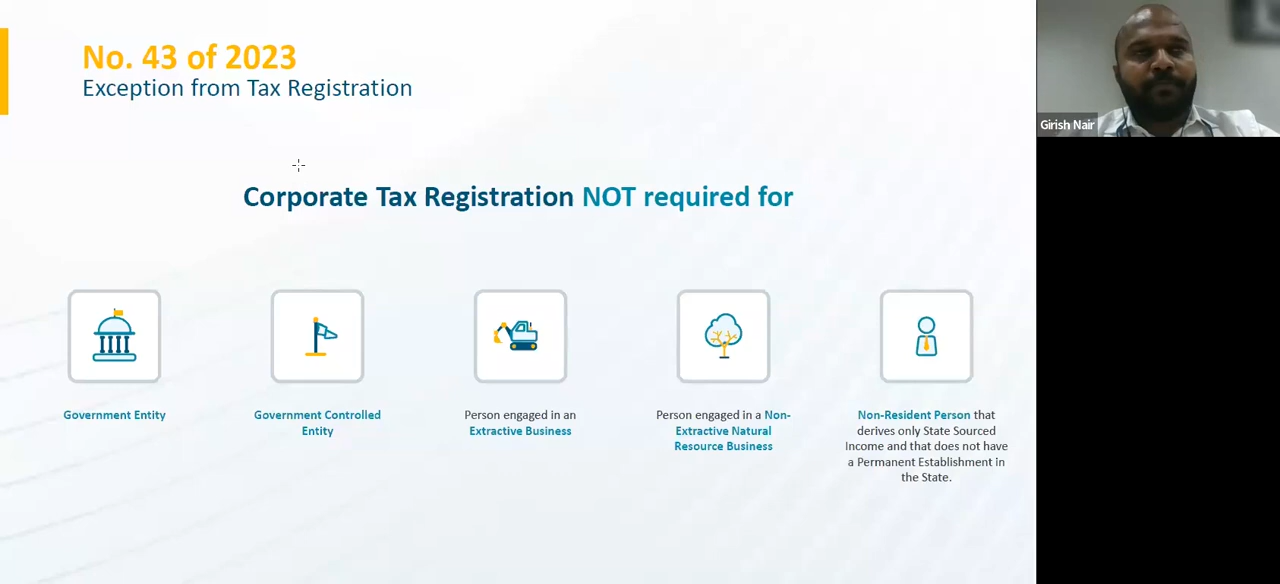 No. 43 of 2023
Exception from Tax Registration
Corporate Tax Registration NOT required for
Government Entity
Government Controlled
Entity
Person engaged in an
Extractive Business
Person engaged in a Non-
Extractive Natural
Resource Business
Non-Resident Person that
derives only State Sourced
Income and that does not have
a Permanent Establishment in
the State.
Girish Nair